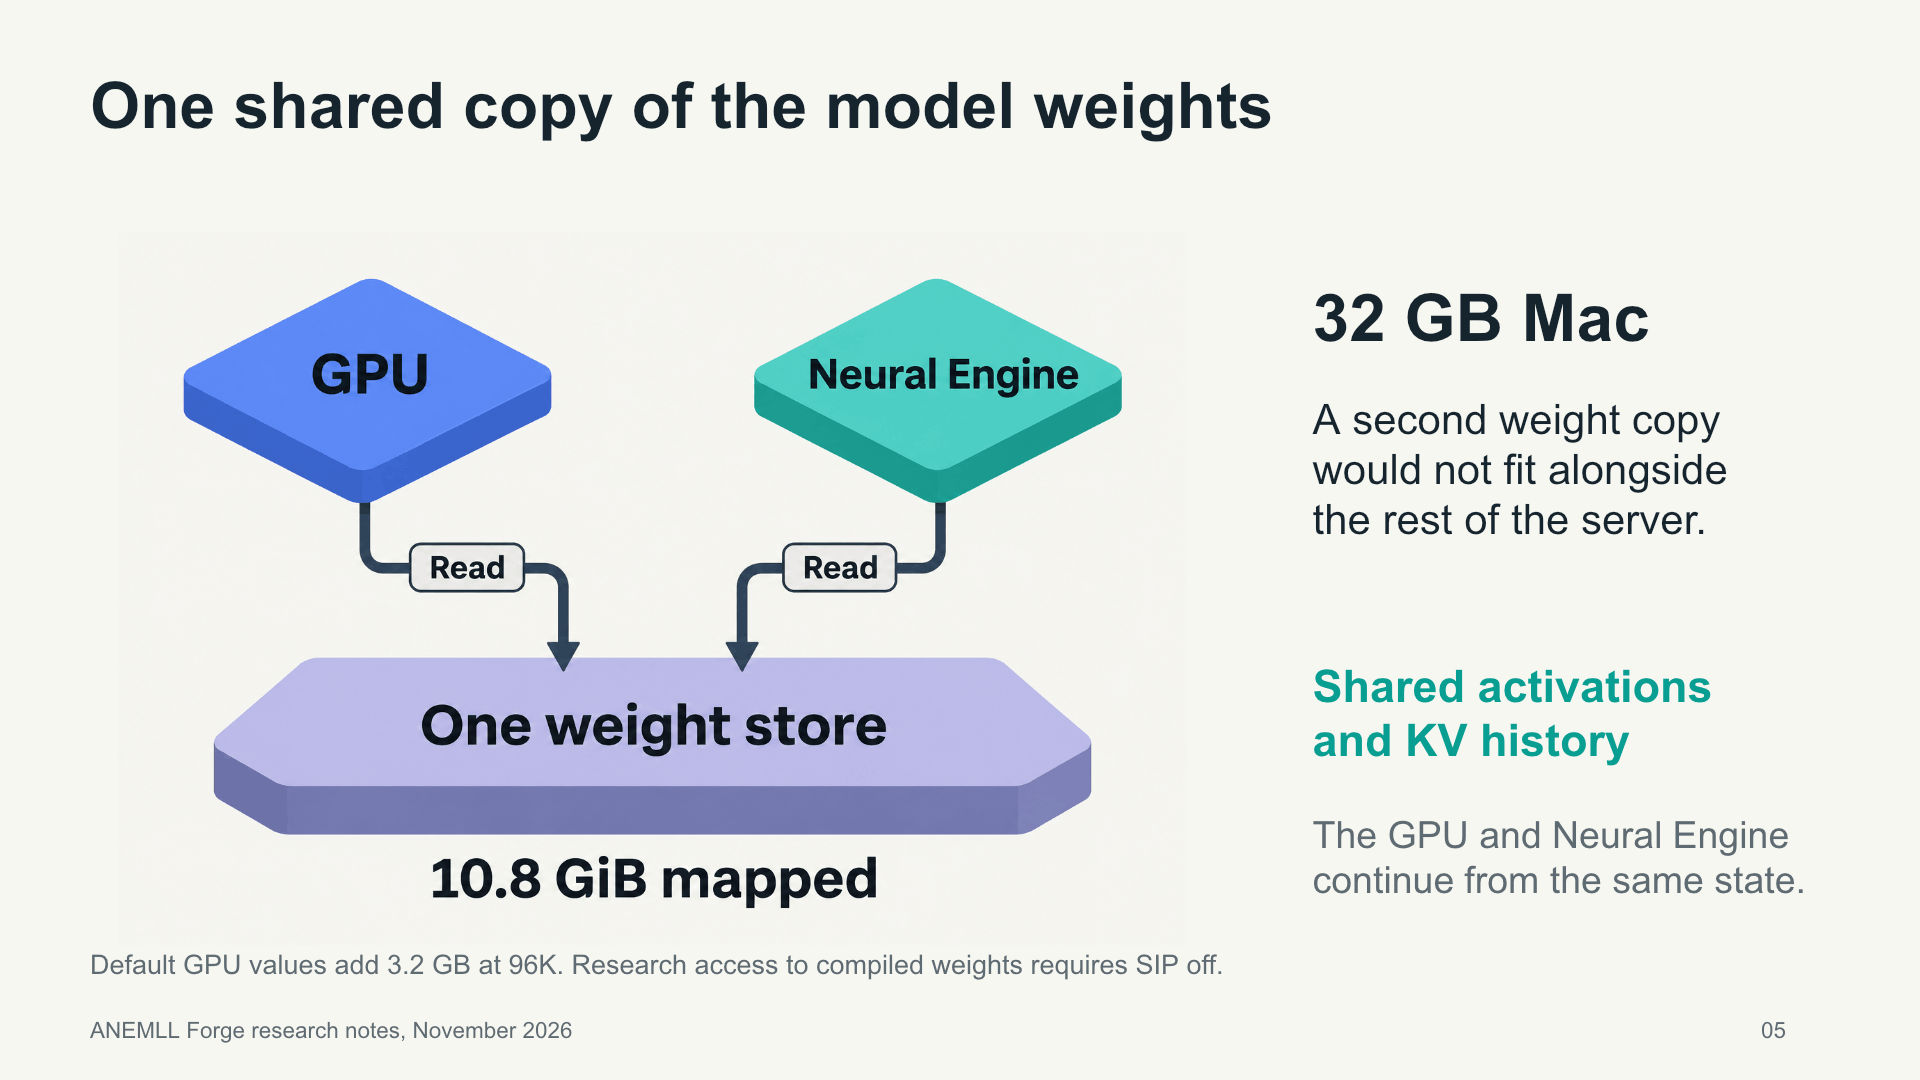 One shared copy of the model weights
GPU
Neural Engine
Read
Read
One weight store
10.8 GiB mapped
32 GB Mac
A second weight copy
would not fit alongside
the rest of the server.
Shared activations
and KV history
The GPU and Neural Engine
continue from the same state.
Default GPU values add 3.2 GB at 96K. Research access to compiled weights requires SIP off.
ANEMLL Forge research notes, November 2026
05